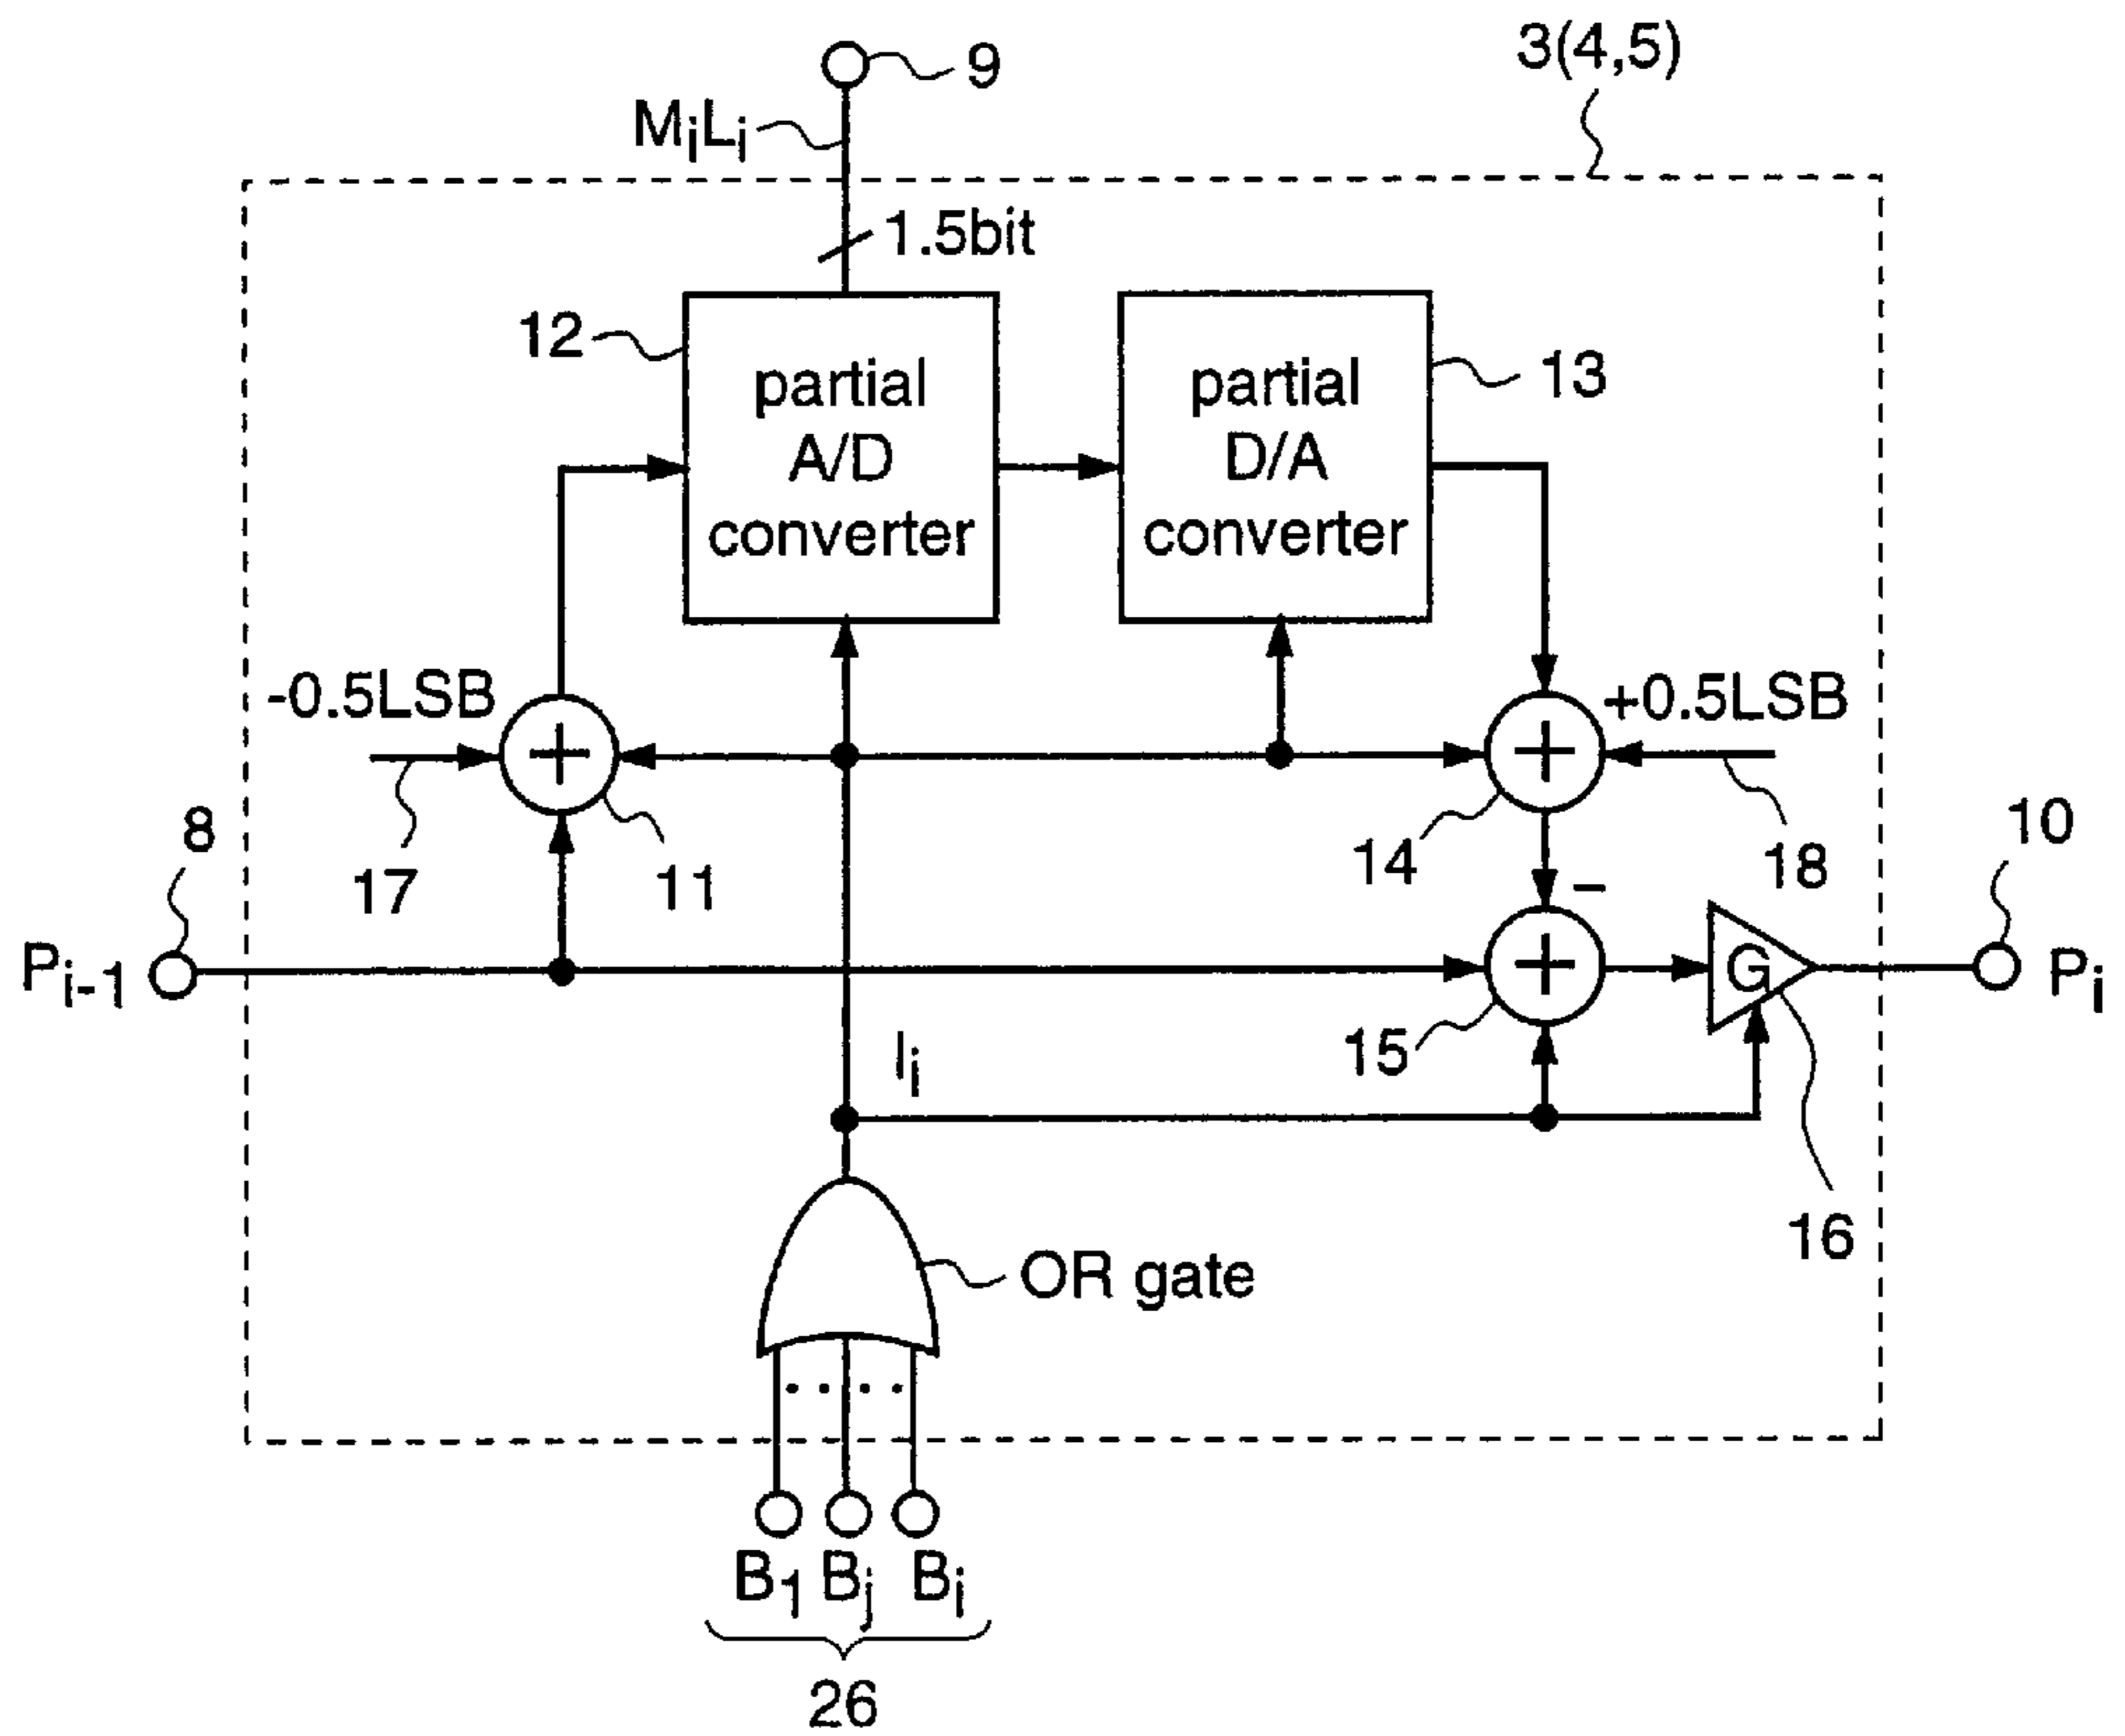 3(4,5)
9
MiLi
1.5bit
12
partial
A/D
converter
partial
D/A
converter
13
-0.5LSB
+
+
+0.5LSB
17
11
14
18
8
10
Pi-1
−
+
G
Pi
15
Ii
16
OR gate
B1 Bj Bi
26